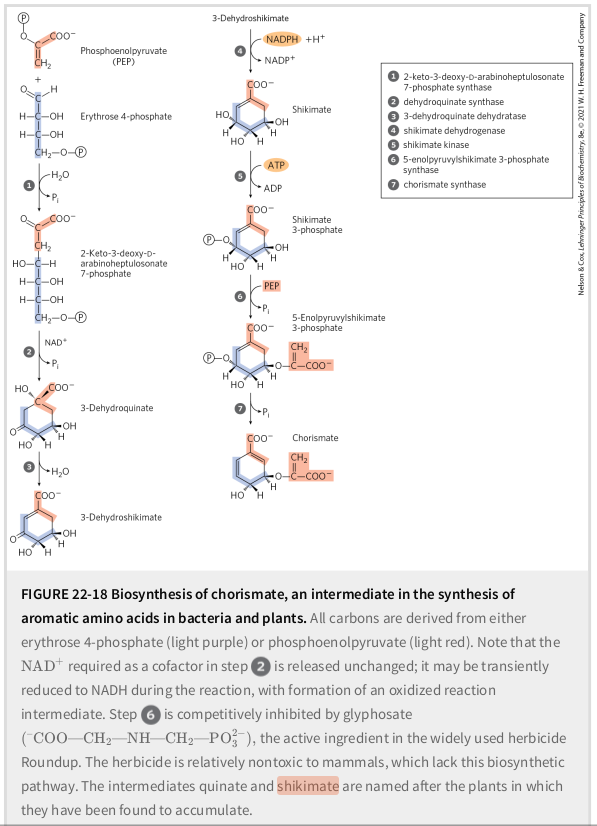 P
O
COO⁻
C
CH₂
Phosphoenolpyruvate
(PEP)
+
O H
C
H—C—OH
H—C—OH
CH₂—O—P
Erythrose 4-phosphate
1
H₂O
Pᵢ
O COO⁻
C
CH₂
HO—C—H
H—C—OH
H—C—OH
CH₂—O—P
2-Keto-3-deoxy-D-
arabinoheptulosonate
7-phosphate
2
NAD⁺
Pᵢ
HO COO⁻
C
O OH
HO H H
3-Dehydroquinate
3
H₂O
COO⁻
O OH
HO H H
3-Dehydroshikimate
3-Dehydroshikimate
4
NADPH +H⁺
NADP⁺
COO⁻
HO OH
H HO H H
Shikimate
5
ATP
ADP
COO⁻
P—O OH
H HO H H
Shikimate
3-phosphate
6
PEP
Pᵢ
5-Enolpyruvylshikimate
3-phosphate
COO⁻
CH₂
P—O O—C—COO⁻
H HO H H
7
Pᵢ
Chorismate
COO⁻
CH₂
O—C—COO⁻
HO H H
1 2-keto-3-deoxy-D-arabinoheptulosonate
7-phosphate synthase
2 dehydroquinate synthase
3 3-dehydroquinate dehydratase
4 shikimate dehydrogenase
5 shikimate kinase
6 5-enolpyruvylshikimate 3-phosphate
synthase
7 chorismate synthase
Nelson & Cox, Lehninger Principles of Biochemistry, 8e, © 2021 W. H. Freeman and Company
FIGURE 22-18 Biosynthesis of chorismate, an intermediate in the synthesis of
aromatic amino acids in bacteria and plants. All carbons are derived from either
erythrose 4-phosphate (light purple) or phosphoenolpyruvate (light red). Note that the
NAD⁺ required as a cofactor in step 2 is released unchanged; it may be transiently
reduced to NADH during the reaction, with formation of an oxidized reaction
intermediate. Step 6 is competitively inhibited by glyphosate
(⁻COO—CH₂—NH—CH₂—PO₃²⁻), the active ingredient in the widely used herbicide
Roundup. The herbicide is relatively nontoxic to mammals, which lack this biosynthetic
pathway. The intermediates quinate and shikimate are named after the plants in which
they have been found to accumulate.